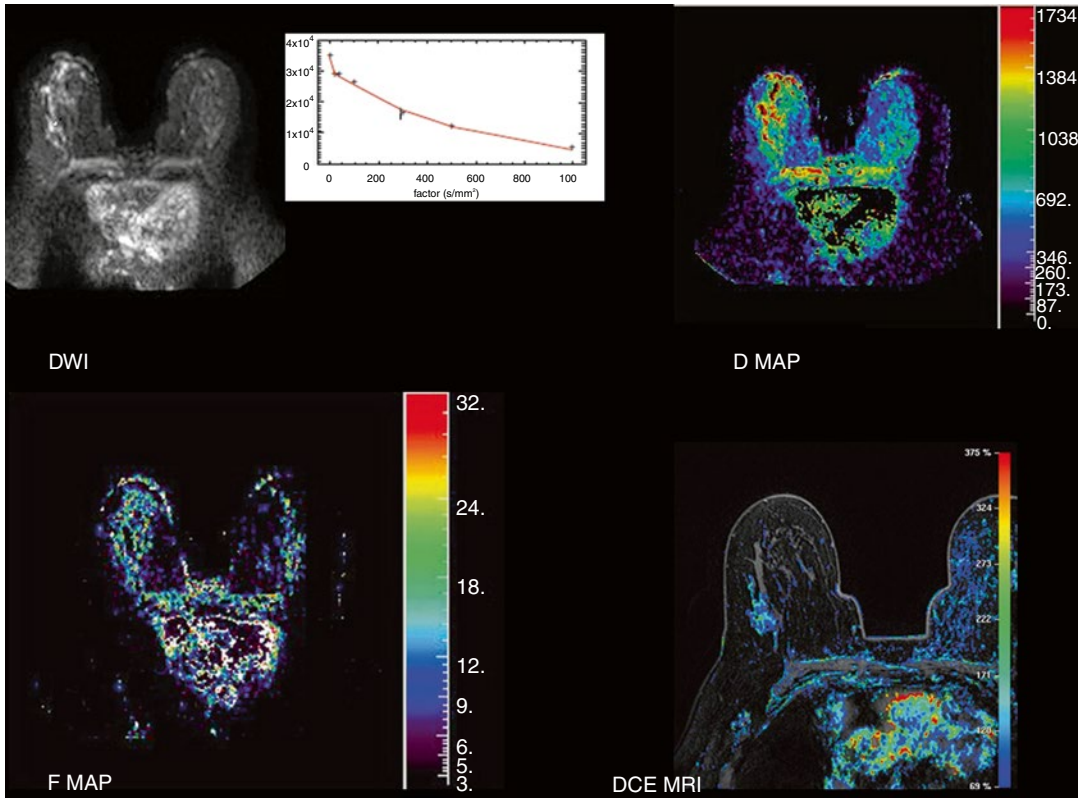 4x10⁴
3x10⁴
2x10⁴
1x10⁴
0
0 200 400 600 800 100
factor (s/mm²)
1734
1384
1038
692.
346.
260.
173.
87.
0.
DWI
D MAP
32.
24.
18.
12.
9.
6.
5.
3.
F MAP
375 %
324
273
222
171
120
69 %
DCE MRI